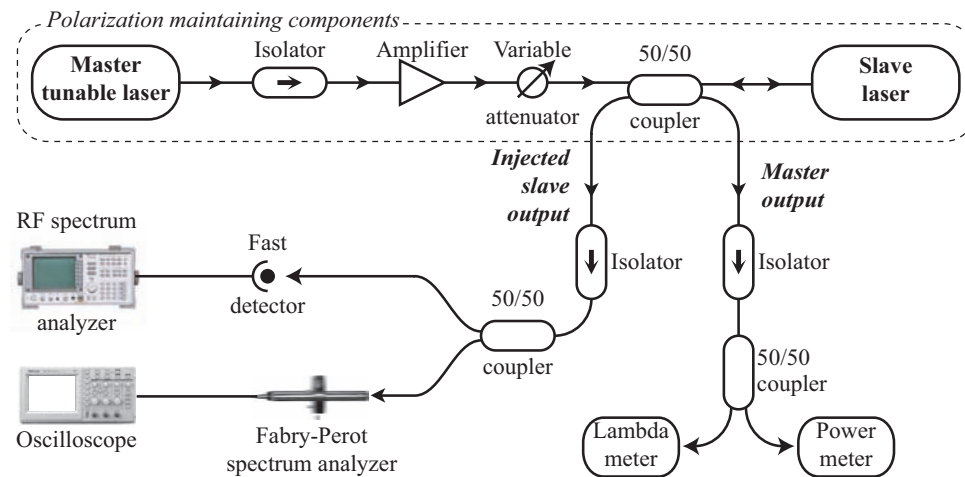 Polarization maintaining components
Master
tunable laser
Isolator
Amplifier
Variable
attenuator
50/50
coupler
Slave
laser
Injected
slave
output
Master
output
RF spectrum
analyzer
Fast
detector
50/50
coupler
Isolator
Isolator
50/50
coupler
Oscilloscope
Fabry-Perot
spectrum analyzer
Lambda
meter
Power
meter